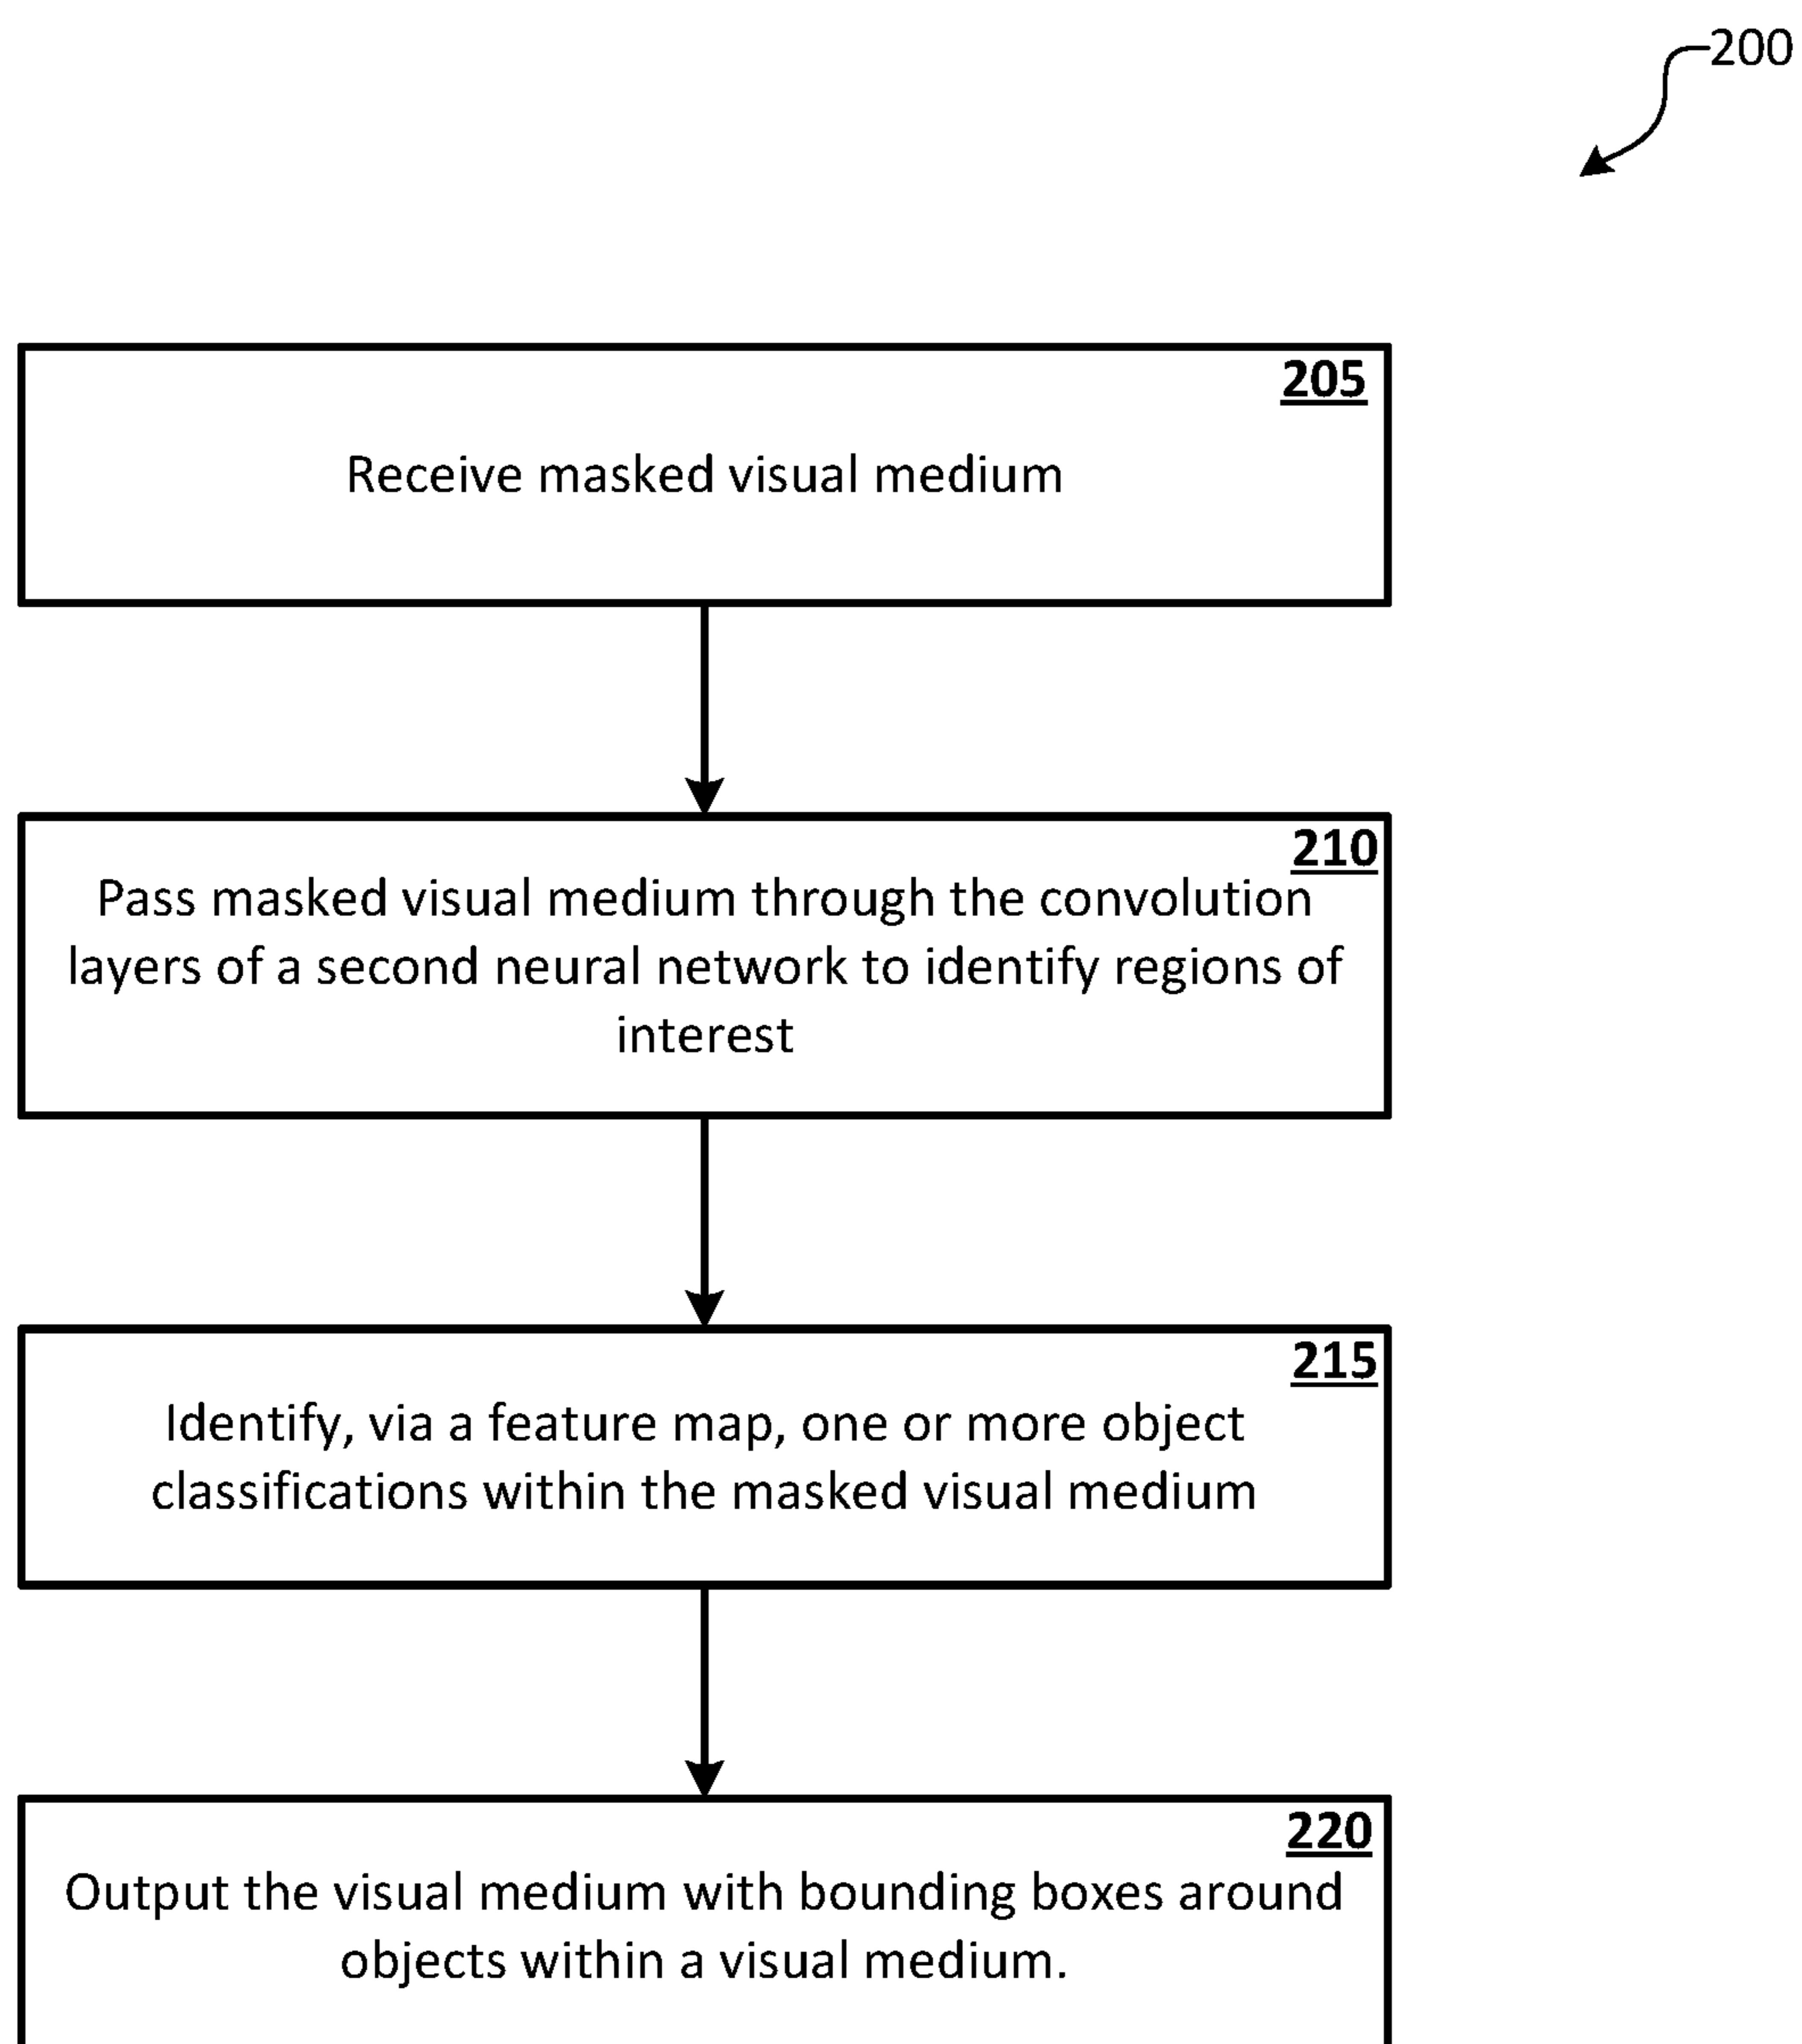 200
205
Receive masked visual medium
210
Pass masked visual medium through the convolution
layers of a second neural network to identify regions of
interest
215
Identify, via a feature map, one or more object
classifications within the masked visual medium
220
Output the visual medium with bounding boxes around
objects within a visual medium.